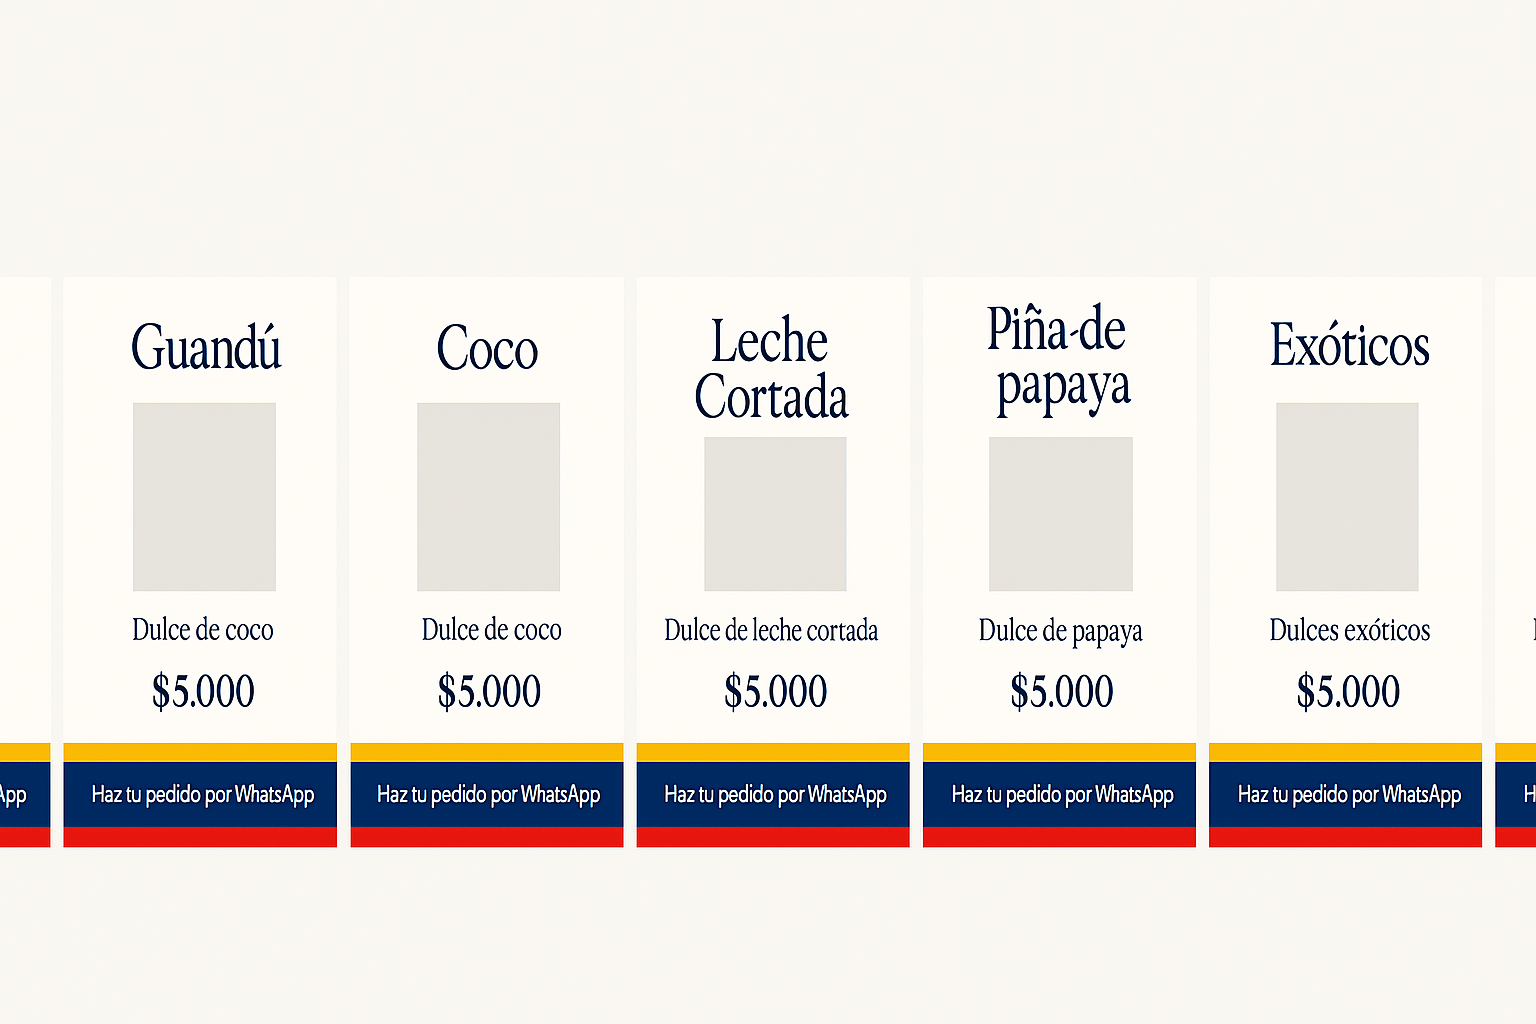 Guandú
Dulce de coco
$5.000
Haz tu pedido por WhatsApp
Coco
Dulce de coco
$5.000
Haz tu pedido por WhatsApp
Leche
Cortada
Dulce de leche cortada
$5.000
Haz tu pedido por WhatsApp
Piña-de
papaya
Dulce de papaya
$5.000
Haz tu pedido por WhatsApp
Exóticos
Dulces exóticos
$5.000
Haz tu pedido por WhatsApp